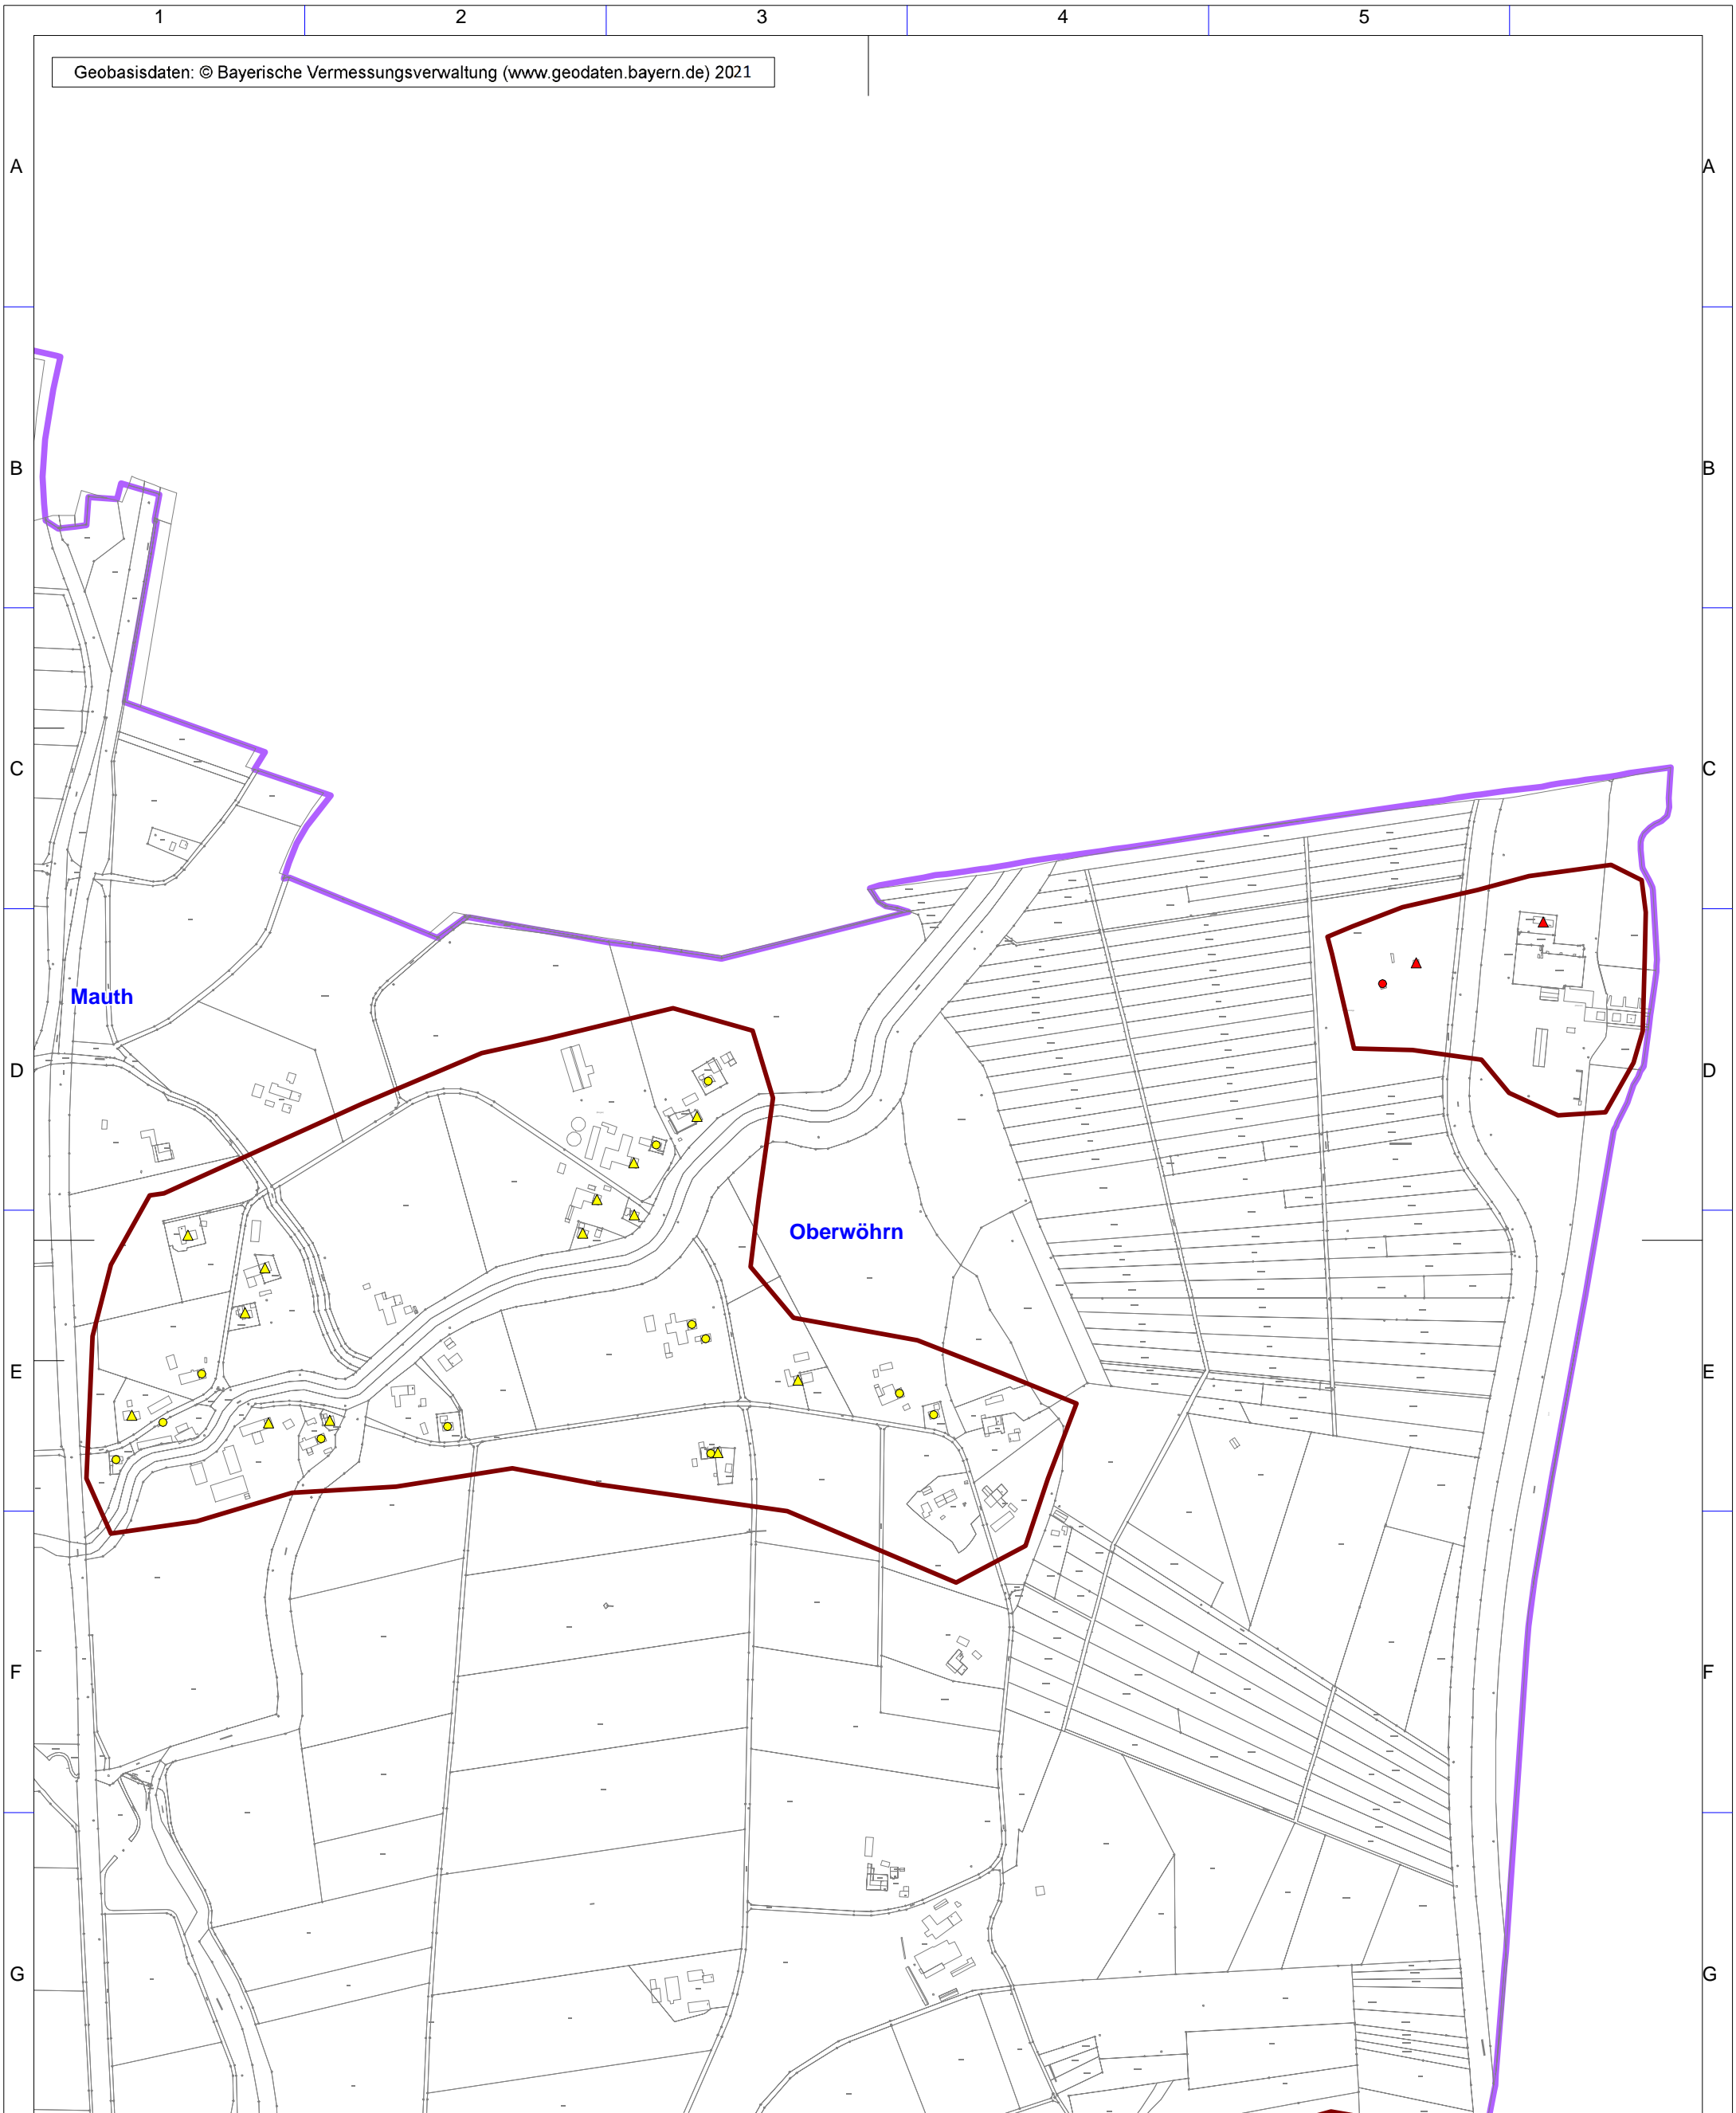 1 2 3 4 5
Geobasisdaten: © Bayerische Vermessungsverwaltung (www.geodaten.bayern.de) 2021
A A
B B
C C
Mauth
D D
Oberwöhrn
E E
F F
G G